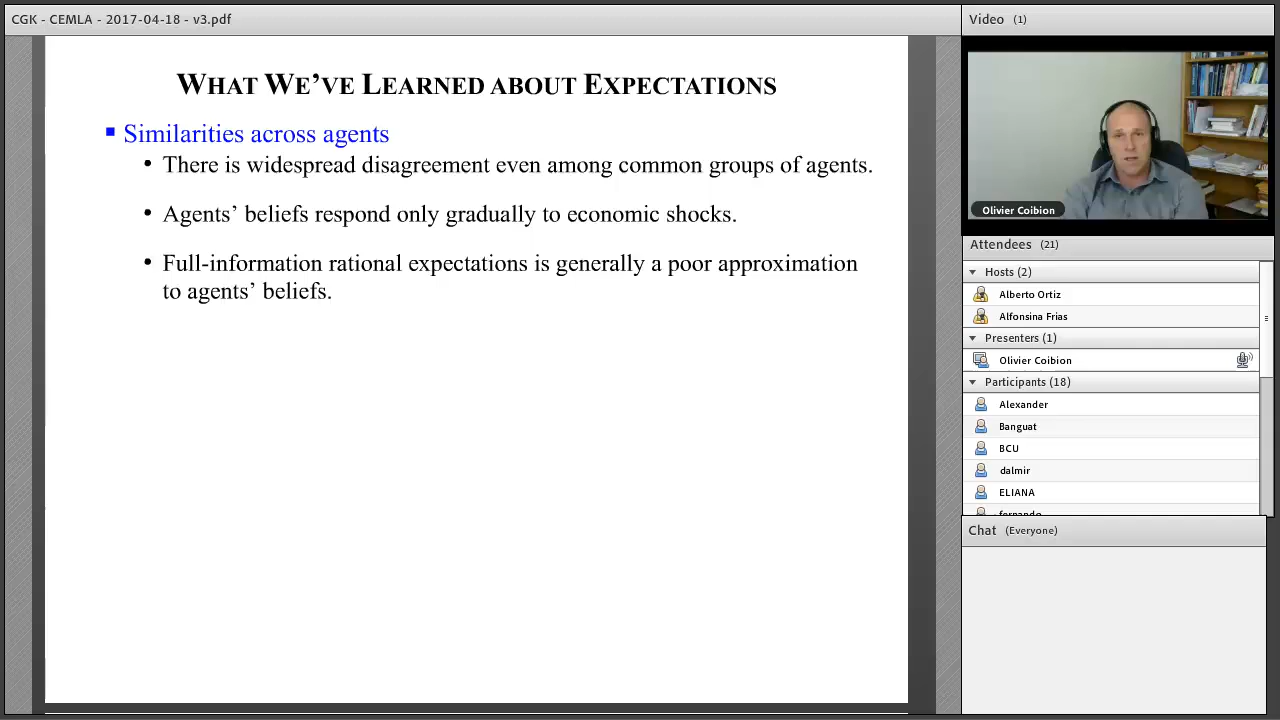 CGK - CEMLA - 2017-04-18 - v3.pdf
WHAT WE'VE LEARNED ABOUT EXPECTATIONS
Similarities across agents
• There is widespread disagreement even among common groups of agents.
• Agents' beliefs respond only gradually to economic shocks.
• Full-information rational expectations is generally a poor approximation
to agents' beliefs.
Video (1)
Olivier Coibion
Attendees (21)
Hosts (2)
Alberto Ortiz
Alfonsina Frias
Presenters (1)
Olivier Coibion
Participants (18)
Alexander
Banguat
BCU
dalmir
ELIANA
Chat (Everyone)